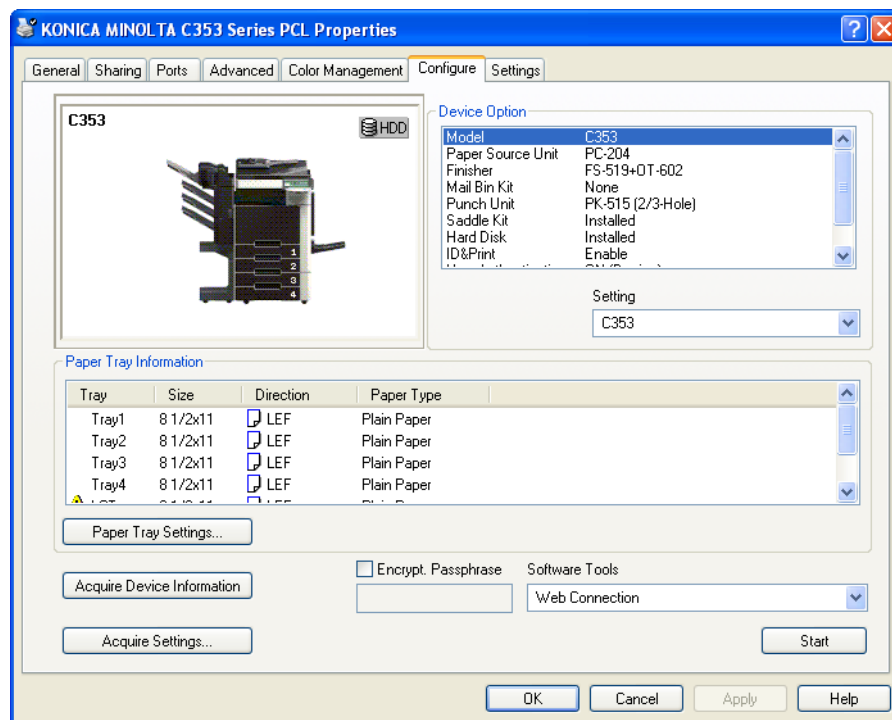 KONICA MINOLTA C353 Series PCL Properties
General Sharing Ports Advanced Color Management Configure Settings
C353
HDD
1
2
3
4
Device Option
Model C353
Paper Source Unit PC-204
Finisher FS-519+OT-602
Mail Bin Kit None
Punch Unit PK-515 (2/3-Hole)
Saddle Kit Installed
Hard Disk Installed
ID&Print Enable
Setting
C353
Paper Tray Information
Tray Size Direction Paper Type
Tray1 8 1/2x11 LEF Plain Paper
Tray2 8 1/2x11 LEF Plain Paper
Tray3 8 1/2x11 LEF Plain Paper
Tray4 8 1/2x11 LEF Plain Paper
Paper Tray Settings...
Acquire Device Information
Encrypt. Passphrase
Software Tools
Web Connection
Acquire Settings...
Start
OK Cancel Apply Help